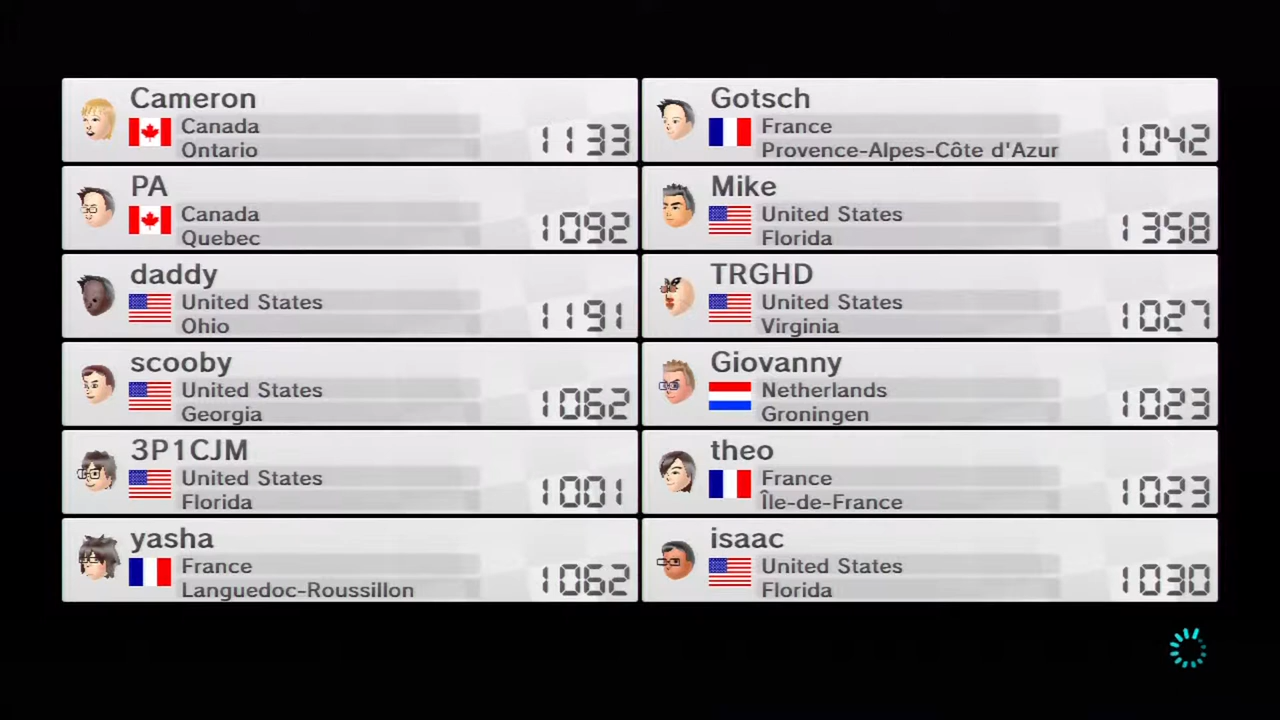 Cameron
Canada
Ontario
1133
Gotsch
France
Provence-Alpes-Côte d'Azur
1042
PA
Canada
Quebec
1092
Mike
United States
Florida
1358
daddy
United States
Ohio
1191
TRGHD
United States
Virginia
1027
scooby
United States
Georgia
1062
Giovanny
Netherlands
Groningen
1023
3P1CJM
United States
Florida
1001
theo
France
Île-de-France
1023
yasha
France
Languedoc-Roussillon
1062
isaac
United States
Florida
1030